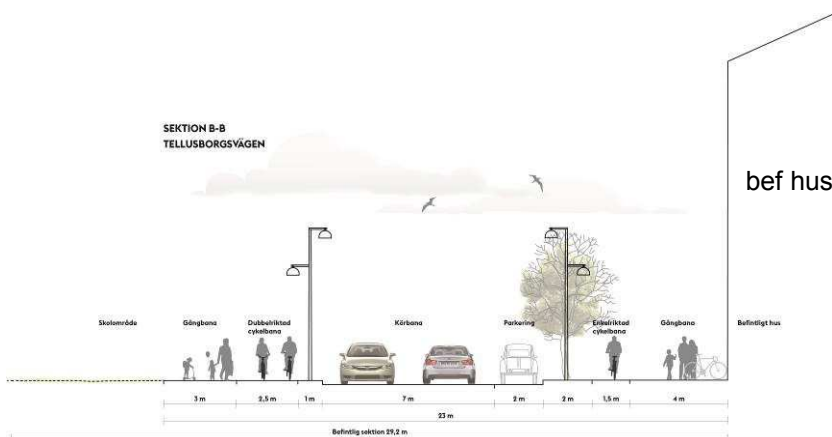 SEKTION B-B
TELLUSBORGSVÄGEN
bef hus
Skolområde
Gångbana
Dubbelriktad
cykelbana
Körbana
Parkering
Enkelriktad
cykelbana
Gångbana
Befintligt hus
3 m
2,5 m
1 m
7 m
2 m
2 m
1,5 m
4 m
23 m
Befintlig sektion 29,2 m